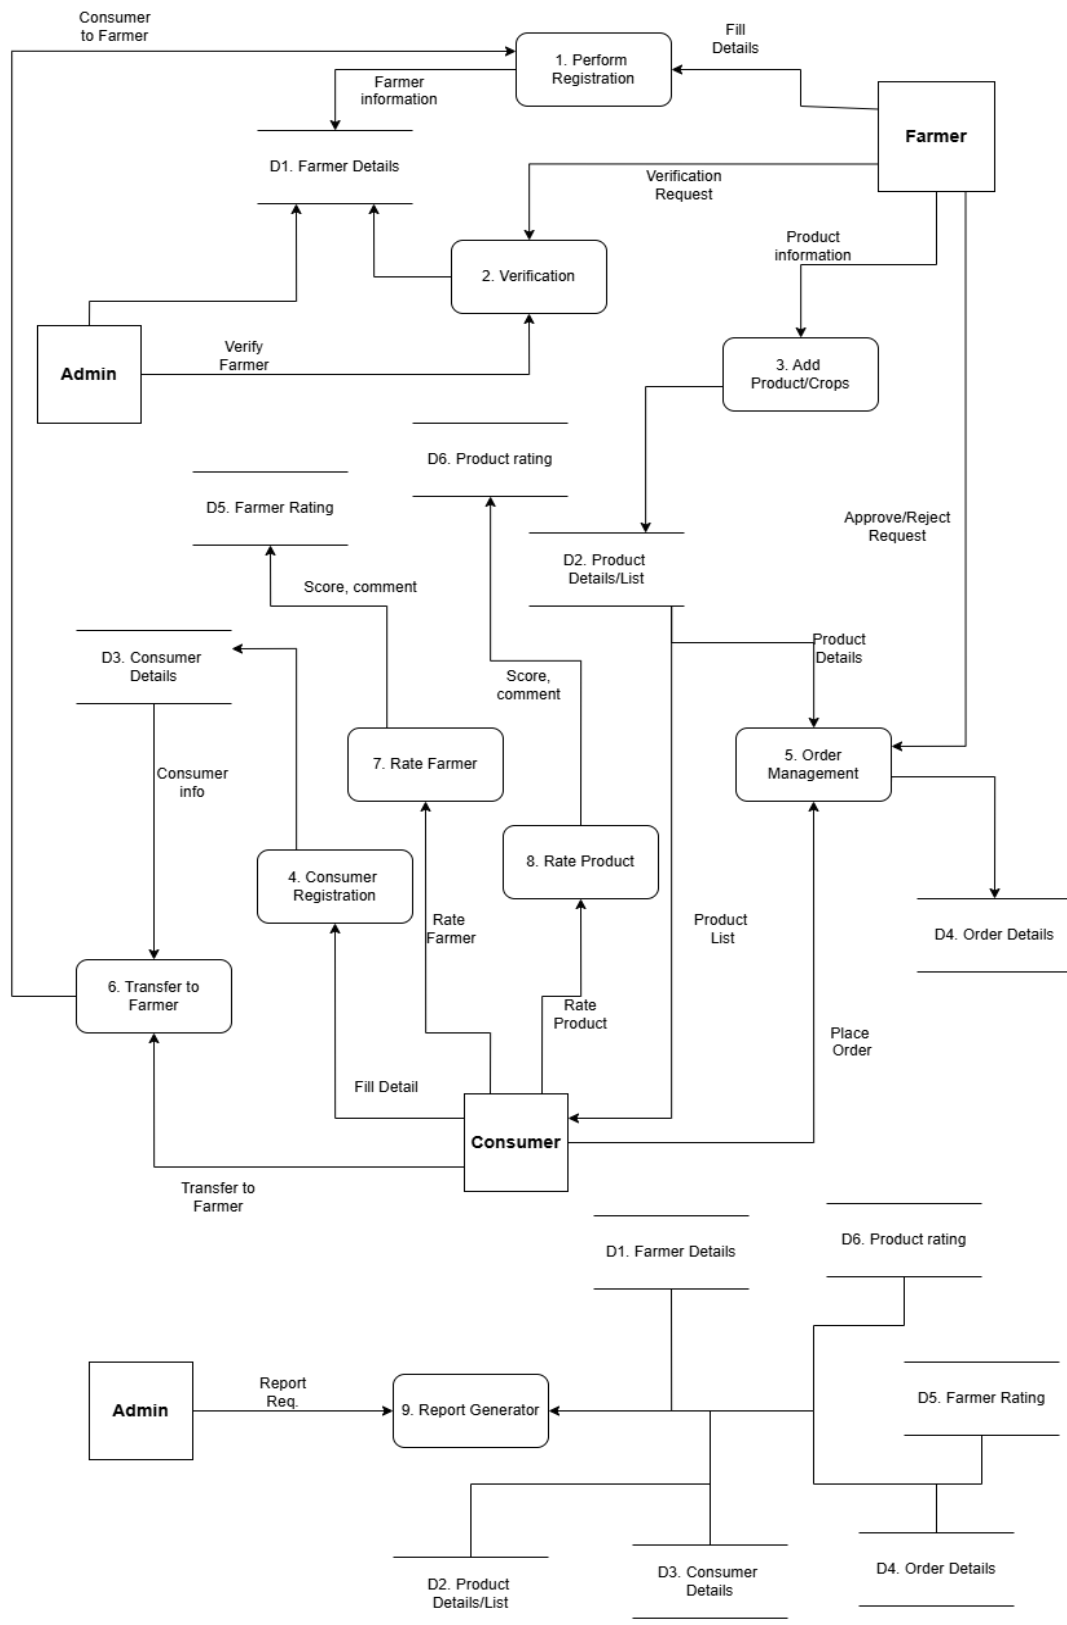 Consumer
to Farmer
Fill
Details
1. Perform
Registration
Farmer
information
Farmer
D1. Farmer Details
Verification
Request
Product
information
2. Verification
Admin
Verify
Farmer
3. Add
Product/Crops
D6. Product rating
D5. Farmer Rating
Approve/Reject
Request
D2. Product
Details/List
Score, comment
Product
Details
D3. Consumer
Details
Score,
comment
7. Rate Farmer
5. Order
Management
Consumer
info
8. Rate Product
4. Consumer
Registration
Rate
Farmer
Product
List
D4. Order Details
6. Transfer to
Farmer
Rate
Product
Place
Order
Fill Detail
Consumer
Transfer to
Farmer
D1. Farmer Details
D6. Product rating
Report
Req.
Admin
9. Report Generator
D5. Farmer Rating
D2. Product
Details/List
D3. Consumer
Details
D4. Order Details